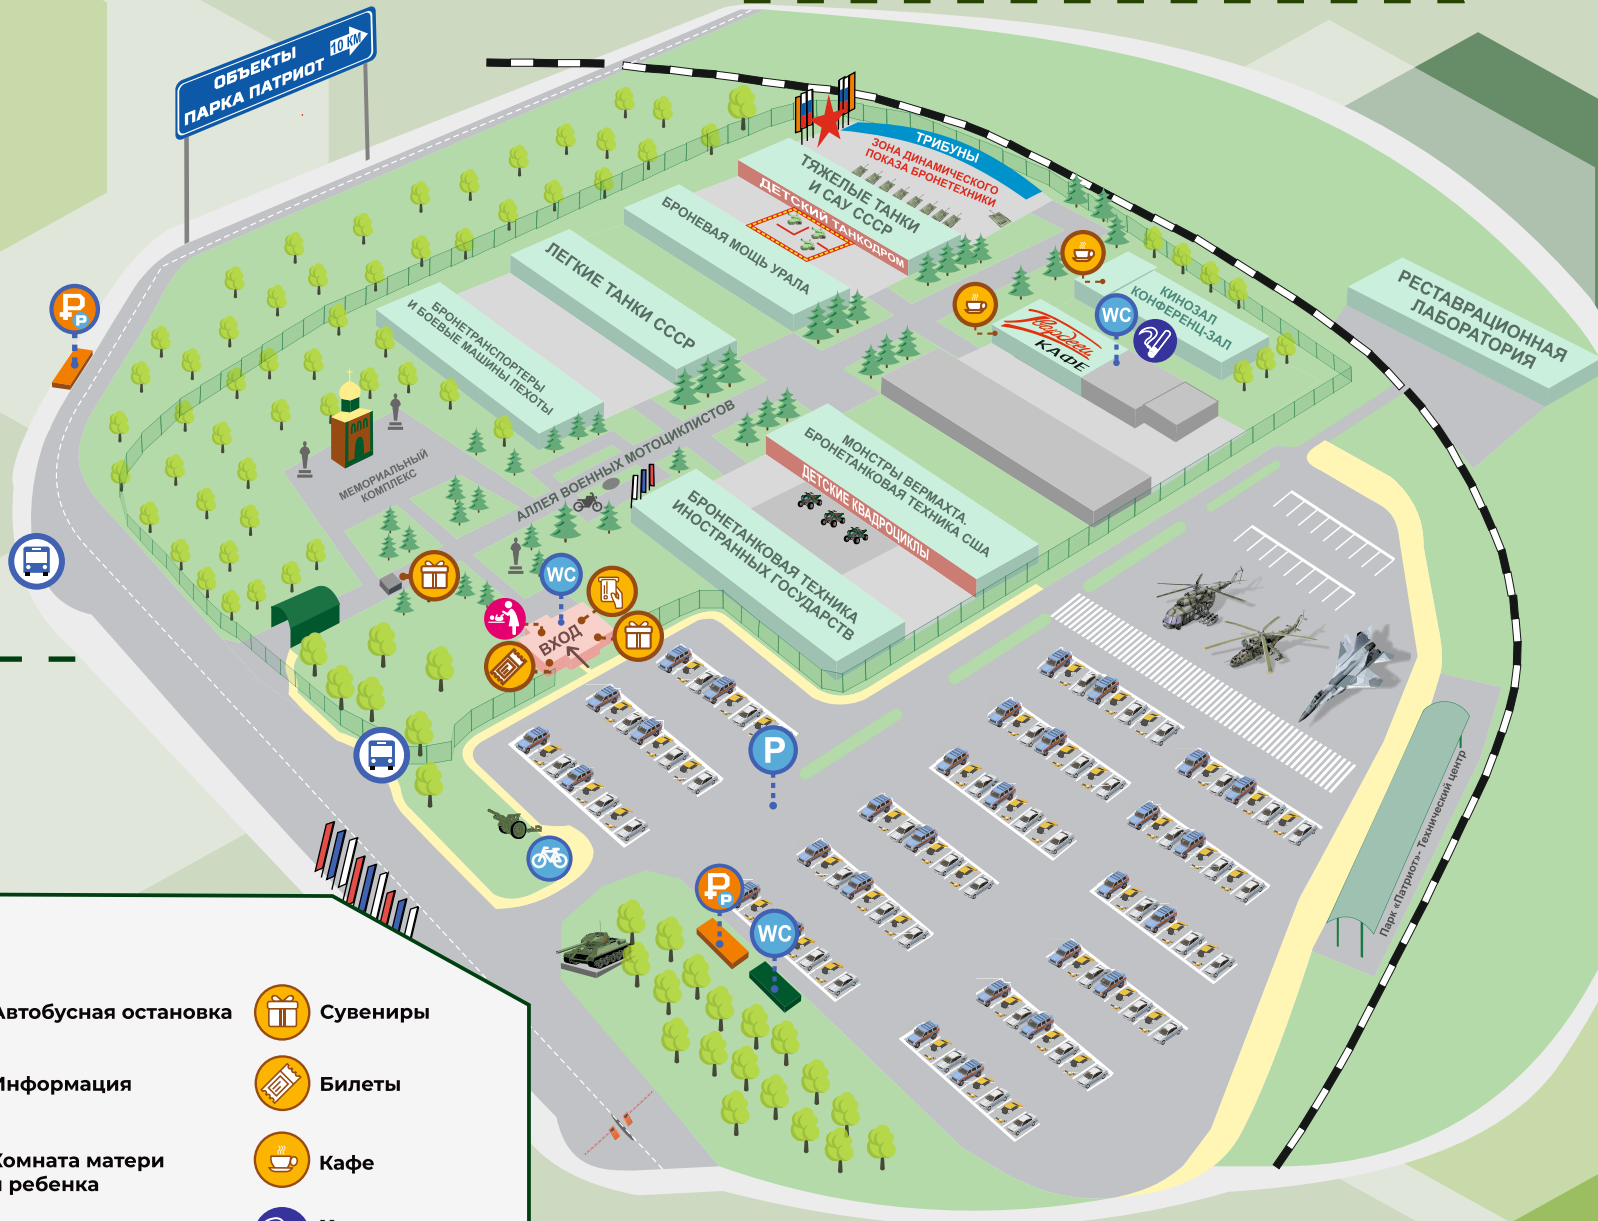 ОБЪЕКТЫ
ПАРКА ПАТРИОТ
10 КМ
ТРИБУНЫ
ЗОНА ДИНАМИЧЕСКОГО
ПОКАЗА БРОНЕТЕХНИКИ
ТЯЖЕЛЫЕ ТАНКИ
И САУ СССР
ДЕТСКИЙ ТАНКОДРОМ
БРОНЕВАЯ МОЩЬ УРАЛА
ЛЕГКИЕ ТАНКИ СССР
БРОНЕТРАНСПОРТЕРЫ
И БОЕВЫЕ МАШИНЫ ПЕХОТЫ
КИНОЗАЛ
КОНФЕРЕНЦ-ЗАЛ
WC
КАФЕ
РЕСТАВРАЦИОННАЯ
ЛАБОРАТОРИЯ
P
МЕМОРИАЛЬНЫЙ
КОМПЛЕКС
АЛЛЕЯ ВОЕННЫХ МОТОЦИКЛИСТОВ
МОНСТРЫ ВЕРМАХТА.
БРОНЕТАНКОВАЯ ТЕХНИКА США
ДЕТСКИЕ КВАДРОЦИКЛЫ
БРОНЕТАНКОВАЯ ТЕХНИКА
ИНОСТРАННЫХ ГОСУДАРСТВ
WC
ВХОД
P
P
WC
Парк «Патриот»- Технический центр
Автобусная остановка
Сувениры
Информация
Билеты
Комната матери
и ребенка
Кафе